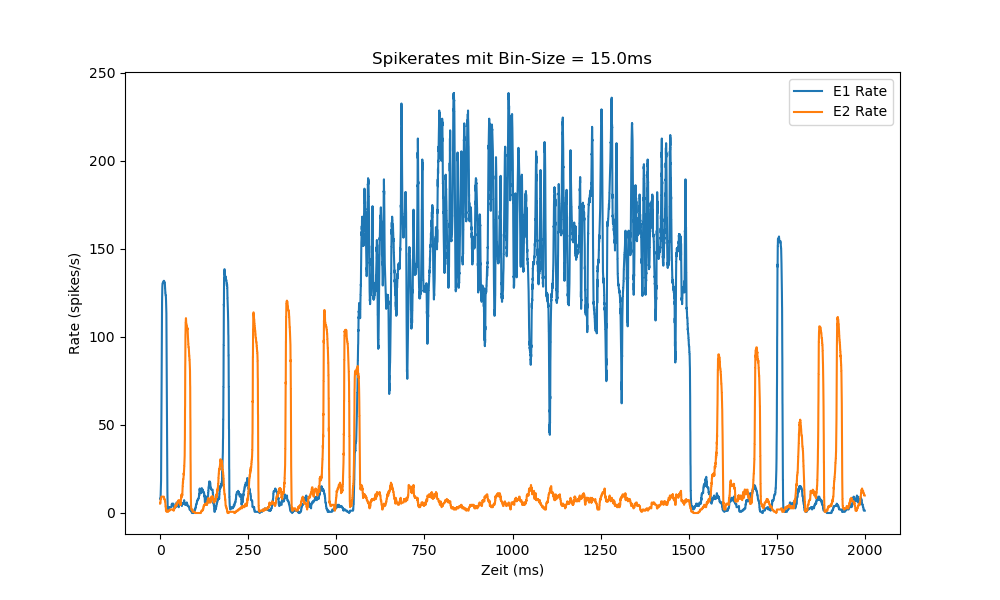 Spikerates mit Bin-Size = 15.0ms
E1 Rate
E2 Rate
Rate (spikes/s)
250
200
150
100
50
0
0 250 500 750 1000 1250 1500 1750 2000
Zeit (ms)